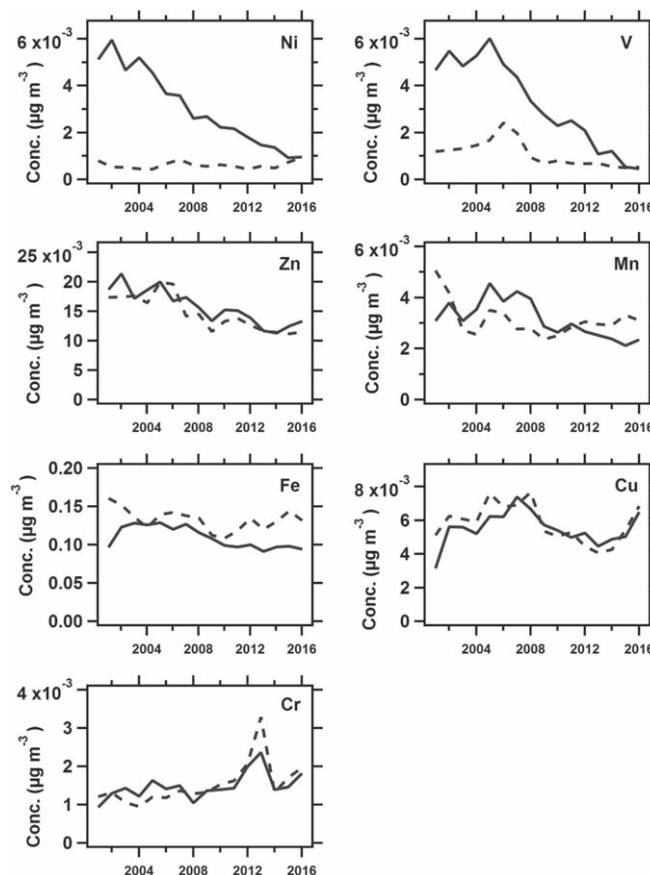 6 x10⁻³
Ni
Conc. (µg m⁻³)
4
2
0
2004 2008 2012 2016
6 x10⁻³
V
Conc. (µg m⁻³)
4
2
0
2004 2008 2012 2016
25 x10⁻³
Zn
Conc. (µg m⁻³)
20
15
10
5
0
2004 2008 2012 2016
6 x10⁻³
Mn
Conc. (µg m⁻³)
4
2
0
2004 2008 2012 2016
0.20
Fe
Conc. (µg m⁻³)
0.15
0.10
0.05
0.00
2004 2008 2012 2016
8 x10⁻³
Cu
Conc. (µg m⁻³)
6
4
2
0
2004 2008 2012 2016
4 x10⁻³
Cr
Conc. (µg m⁻³)
3
2
1
0
2004 2008 2012 2016